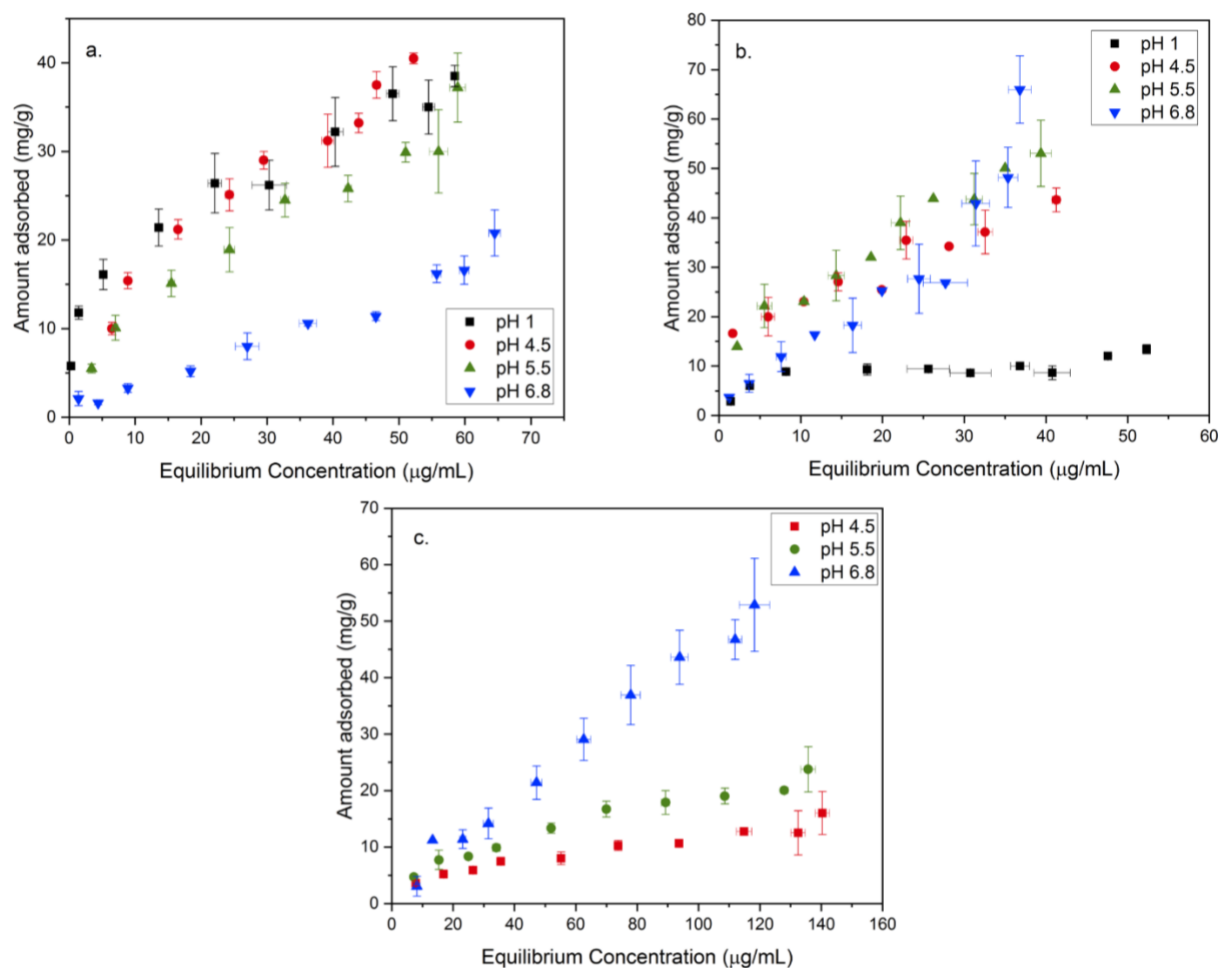 a.
Amount adsorbed (mg/g)
40
30
20
10
0
0 10 20 30 40 50 60 70
Equilibrium Concentration (μg/mL)
pH 1
pH 4.5
pH 5.5
pH 6.8
b.
Amount adsorbed (mg/g)
80
70
60
50
40
30
20
10
0
0 10 20 30 40 50 60
Equilibrium Concentration (μg/mL)
pH 1
pH 4.5
pH 5.5
pH 6.8
c.
Amount adsorbed (mg/g)
70
60
50
40
30
20
10
0
0 20 40 60 80 100 120 140 160
Equilibrium Concentration (μg/mL)
pH 4.5
pH 5.5
pH 6.8